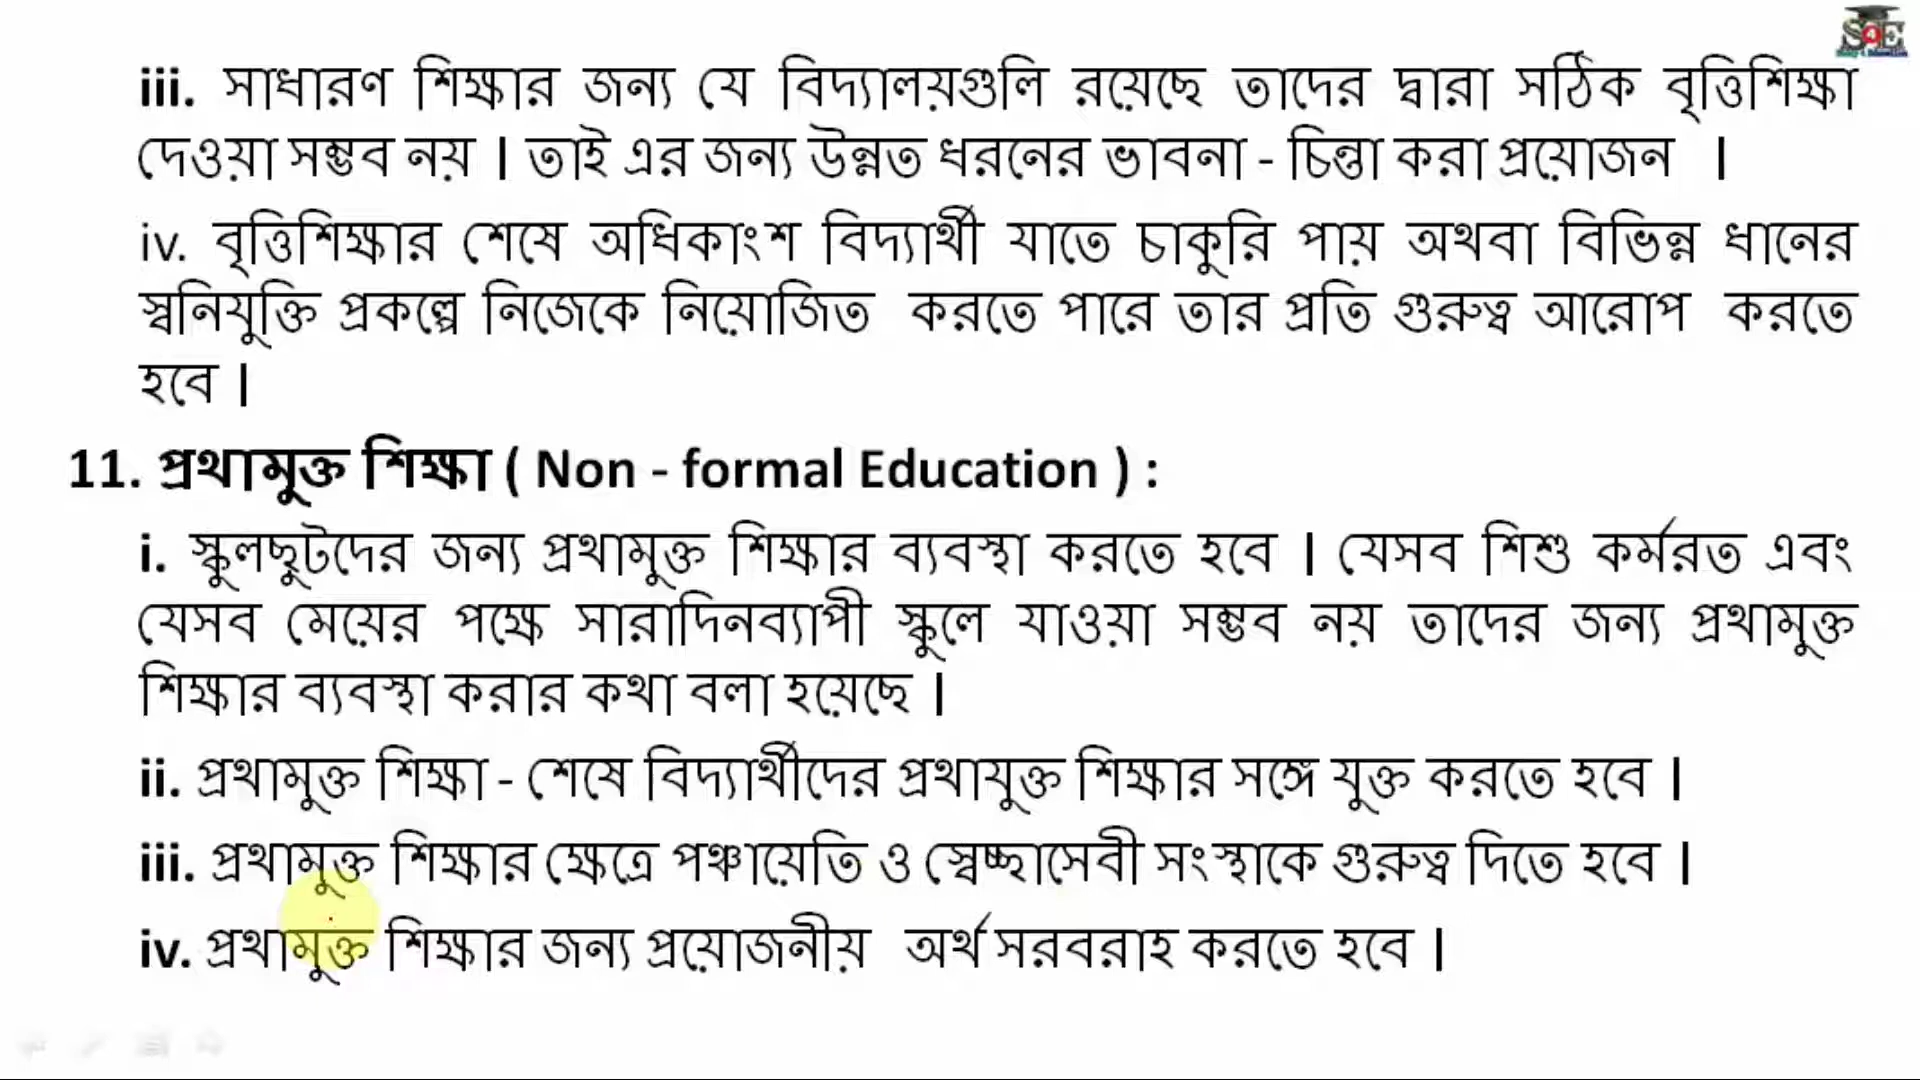 S4E
iii. সাধারণ শিক্ষার জন্য যে বিদ্যালয়গুলি রয়েছে তাদের দ্বারা সঠিক বৃত্তিশিক্ষা
দেওয়া সম্ভব নয় । তাই এর জন্য উন্নত ধরনের ভাবনা - চিন্তা করা প্রয়োজন ।
iv. বৃত্তিশিক্ষার শেষে অধিকাংশ বিদ্যার্থী যাতে চাকুরি পায় অথবা বিভিন্ন ধানের
স্বনিযুক্তি প্রকল্পে নিজেকে নিয়োজিত করতে পারে তার প্রতি গুরুত্ব আরোপ করতে
হবে ।
11. প্রথামুক্ত শিক্ষা ( Non - formal Education ) :
i. স্কুলছুটদের জন্য প্রথামুক্ত শিক্ষার ব্যবস্থা করতে হবে । যেসব শিশু কর্মরত এবং
যেসব মেয়ের পক্ষে সারাদিনব্যাপী স্কুলে যাওয়া সম্ভব নয় তাদের জন্য প্রথামুক্ত
শিক্ষার ব্যবস্থা করার কথা বলা হয়েছে ।
ii. প্রথামুক্ত শিক্ষা - শেষে বিদ্যার্থীদের প্রথাযুক্ত শিক্ষার সঙ্গে যুক্ত করতে হবে ।
iii. প্রথামুক্ত শিক্ষার ক্ষেত্রে পঞ্চায়েতি ও স্বেচ্ছাসেবী সংস্থাকে গুরুত্ব দিতে হবে ।
iv. প্রথামুক্ত শিক্ষার জন্য প্রয়োজনীয় অর্থ সরবরাহ করতে হবে ।